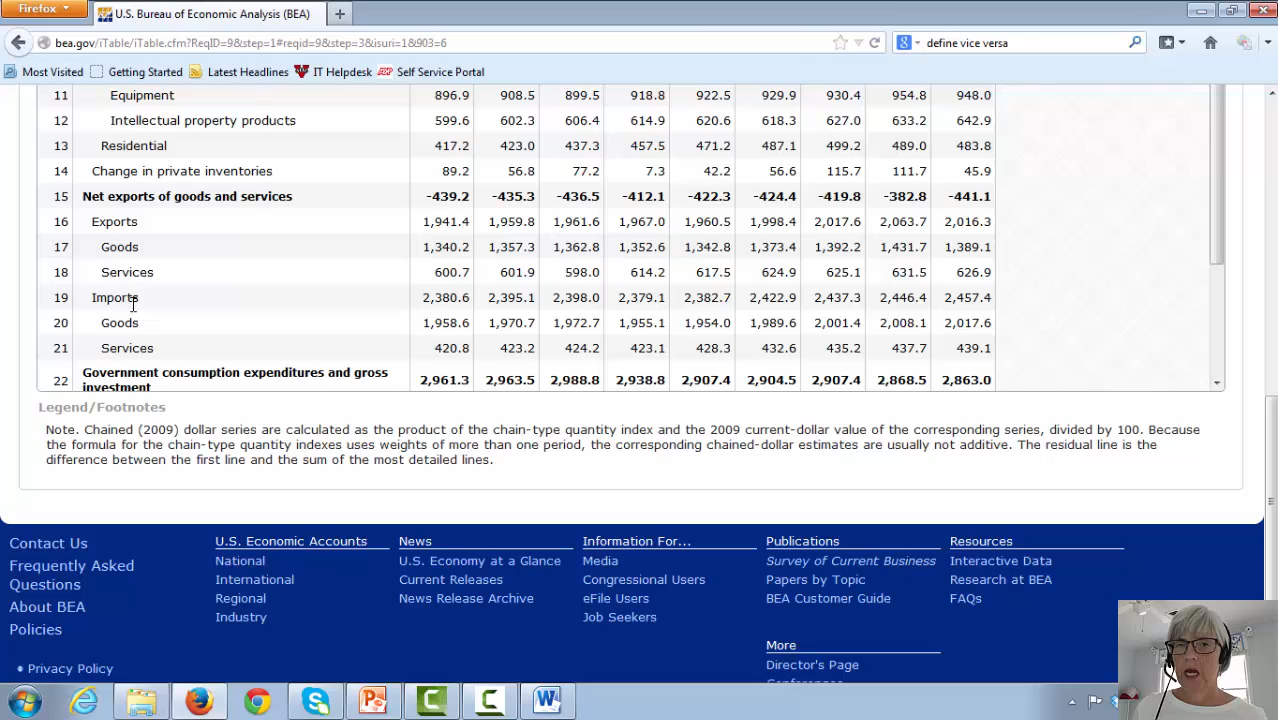 Firefox
U.S. Bureau of Economic Analysis (BEA)
bea.gov/iTable/iTable.cfm?ReqID=9&step=1#reqid=9&step=3&isuri=1&903=6
define vice versa
Most Visited Getting Started Latest Headlines IT Helpdesk Self Service Portal
11 Equipment 896.9 908.5 899.5 918.8 922.5 929.9 930.4 954.8 948.0
12 Intellectual property products 599.6 602.3 606.4 614.9 620.6 618.3 627.0 633.2 642.9
13 Residential 417.2 423.0 437.3 457.5 471.2 487.1 499.2 489.0 483.8
14 Change in private inventories 89.2 56.8 77.2 7.3 42.2 56.6 115.7 111.7 45.9
15 Net exports of goods and services -439.2 -435.3 -436.5 -412.1 -422.3 -424.4 -419.8 -382.8 -441.1
16 Exports 1,941.4 1,959.8 1,961.6 1,967.0 1,960.5 1,998.4 2,017.6 2,063.7 2,016.3
17 Goods 1,340.2 1,357.3 1,362.8 1,352.6 1,342.8 1,373.4 1,392.2 1,431.7 1,389.1
18 Services 600.7 601.9 598.0 614.2 617.5 624.9 625.1 631.5 626.9
19 Imports 2,380.6 2,395.1 2,398.0 2,379.1 2,382.7 2,422.9 2,437.3 2,446.4 2,457.4
20 Goods 1,958.6 1,970.7 1,972.7 1,955.1 1,954.0 1,989.6 2,001.4 2,008.1 2,017.6
21 Services 420.8 423.2 424.2 423.1 428.3 432.6 435.2 437.7 439.1
22 Government consumption expenditures and gross investment 2,961.3 2,963.5 2,988.8 2,938.8 2,907.4 2,904.5 2,907.4 2,868.5 2,863.0
Legend/Footnotes
Note. Chained (2009) dollar series are calculated as the product of the chain-type quantity index and the 2009 current-dollar value of the corresponding series, divided by 100. Because
the formula for the chain-type quantity indexes uses weights of more than one period, the corresponding chained-dollar estimates are usually not additive. The residual line is the
difference between the first line and the sum of the most detailed lines.
Contact Us
Frequently Asked
Questions
About BEA
Policies
• Privacy Policy
U.S. Economic Accounts
National
International
Regional
Industry
News
U.S. Economy at a Glance
Current Releases
News Release Archive
Information For...
Media
Congressional Users
eFile Users
Job Seekers
Publications
Survey of Current Business
Papers by Topic
BEA Customer Guide
Resources
Interactive Data
Research at BEA
FAQs
More
Director's Page